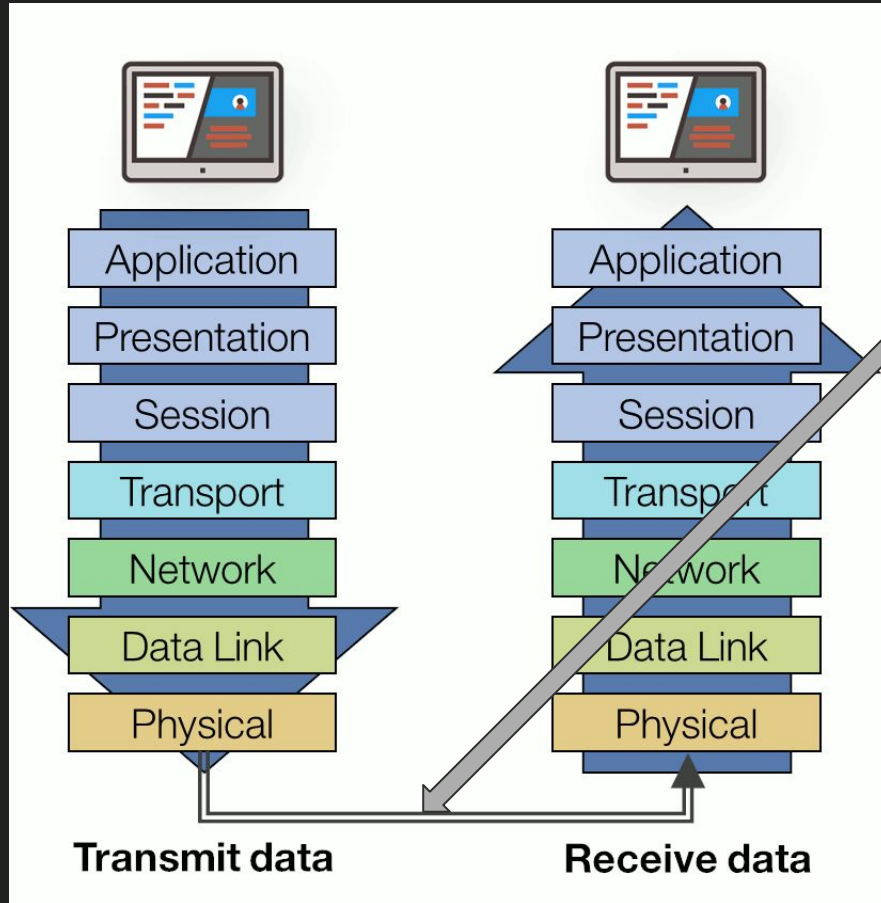 Application
Presentation
Session
Transport
Network
Data Link
Physical
Transmit data
Application
Presentation
Session
Transport
Network
Data Link
Physical
Receive data